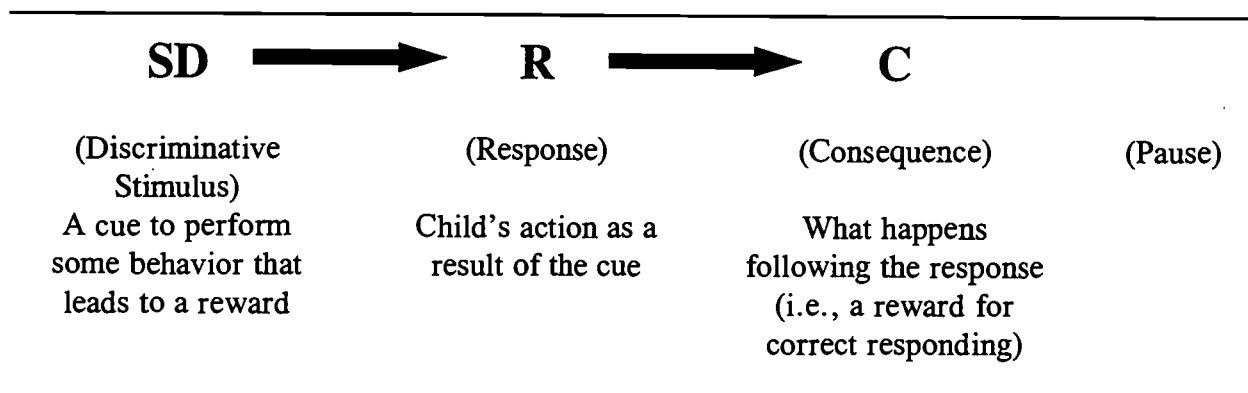 SD R C
(Discriminative
Stimulus)
A cue to perform
some behavior that
leads to a reward
(Response)
Child's action as a
result of the cue
(Consequence)
What happens
following the response
(i.e., a reward for
correct responding)
(Pause)